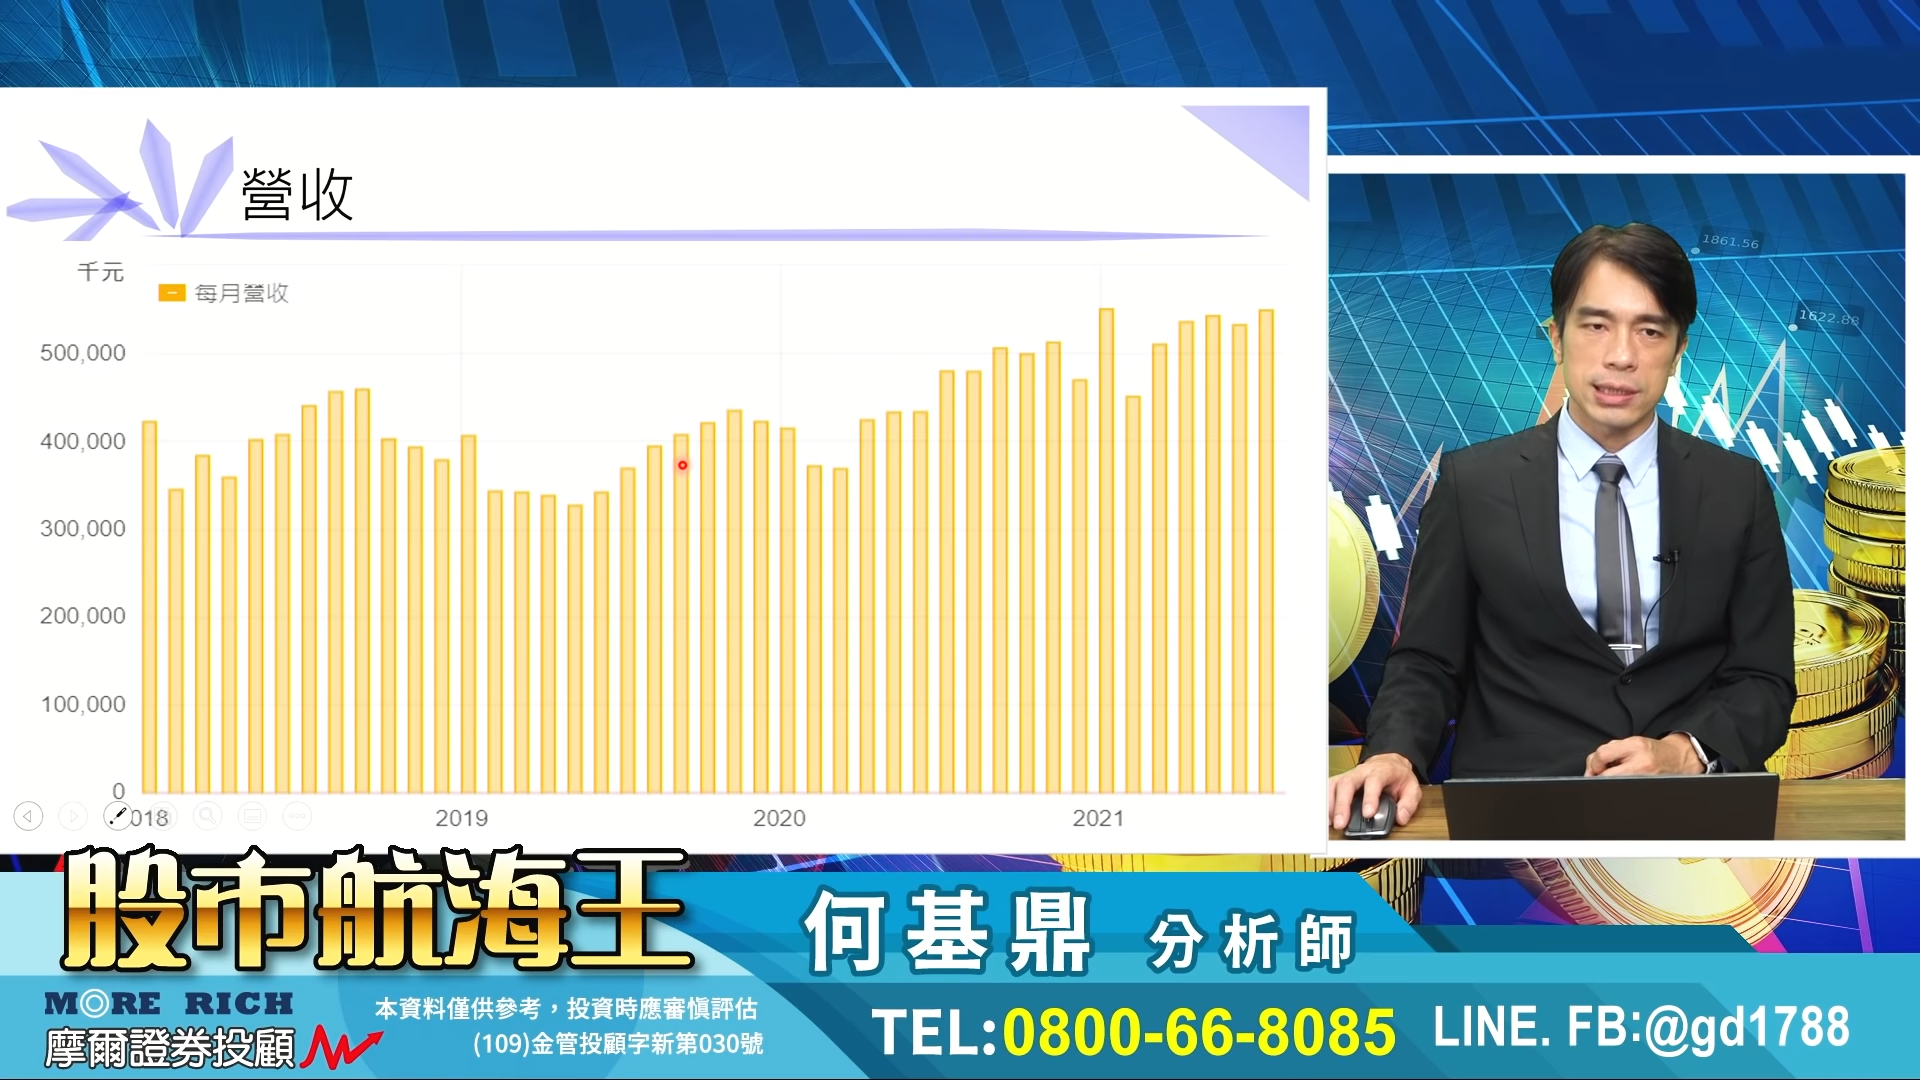 營收
千元
每月營收
500,000
400,000
300,000
200,000
100,000
0
018
2019
2020
2021
1861.56
1622.88
股市航海王
何基鼎 分析師
MORE RICH
摩爾證券投顧
本資料僅供參考，投資時應審慎評估
(109)金管投顧字新第030號
TEL:0800-66-8085
LINE. FB:@gd1788